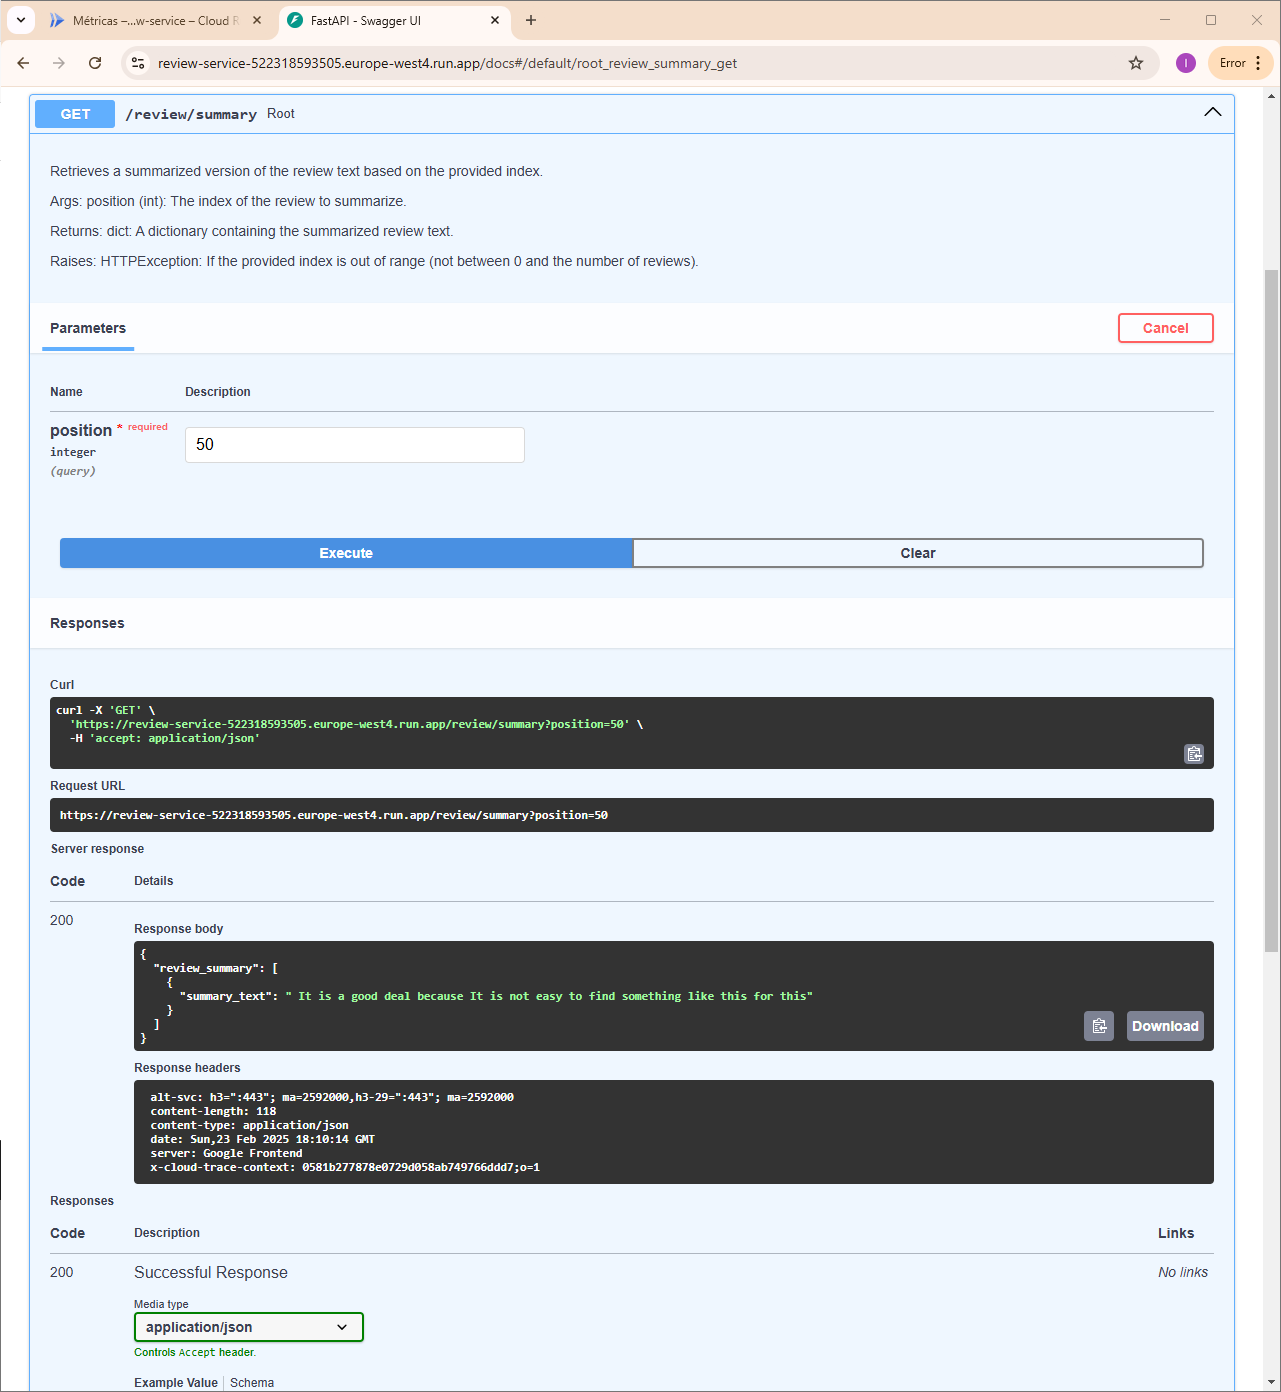 Métricas –...w-service – Cloud R
FastAPI - Swagger UI
review-service-522318593505.europe-west4.run.app/docs#/default/root_review_summary_get
I
Error
GET /review/summary Root
Retrieves a summarized version of the review text based on the provided index.
Args: position (int): The index of the review to summarize.
Returns: dict: A dictionary containing the summarized review text.
Raises: HTTPException: If the provided index is out of range (not between 0 and the number of reviews).
Parameters
Cancel
Name Description
position * required
integer
(query)
50
Execute
Clear
Responses
Curl
curl -X 'GET' \
'https://review-service-522318593505.europe-west4.run.app/review/summary?position=50' \
-H 'accept: application/json'
Request URL
https://review-service-522318593505.europe-west4.run.app/review/summary?position=50
Server response
Code Details
200
Response body
{
"review_summary": [
{
"summary_text": " It is a good deal because It is not easy to find something like this for this"
}
]
}
Download
Response headers
alt-svc: h3=":443"; ma=2592000,h3-29=":443"; ma=2592000
content-length: 118
content-type: application/json
date: Sun,23 Feb 2025 18:10:14 GMT
server: Google Frontend
x-cloud-trace-context: 0581b277878e0729d058ab749766ddd7;o=1
Responses
Code Description Links
200 Successful Response No links
Media type
application/json
Controls Accept header.
Example Value Schema